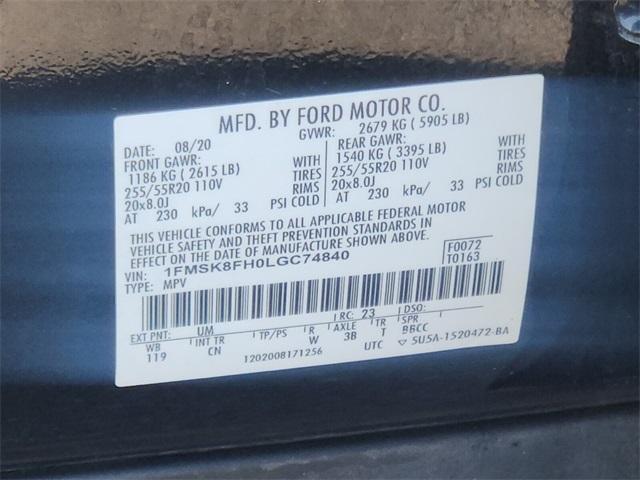 MFD. BY FORD MOTOR CO.
DATE: 08/20 GVWR: 2679 KG ( 5905 LB)
FRONT GAWR: REAR GAWR:
1186 KG ( 2615 LB) WITH 1540 KG ( 3395 LB) WITH
255/55R20 110V TIRES 255/55R20 110V TIRES
20x8.0J RIMS 20x8.0J RIMS
AT 230 kPa/ 33 PSI COLD AT 230 kPa/ 33 PSI COLD
THIS VEHICLE CONFORMS TO ALL APPLICABLE FEDERAL MOTOR
VEHICLE SAFETY AND THEFT PREVENTION STANDARDS IN
EFFECT ON THE DATE OF MANUFACTURE SHOWN ABOVE.
VIN: 1FMSK8FH0LGC74840 F0072
TYPE: MPV T0163
EXT PNT: UM RC: 23 DSO:
WB INT TR TP/PS R AXLE TR SPR
119 CN W 3B T BBCC
1202008171256 UTC ▽ 5U5A-1520472-BA